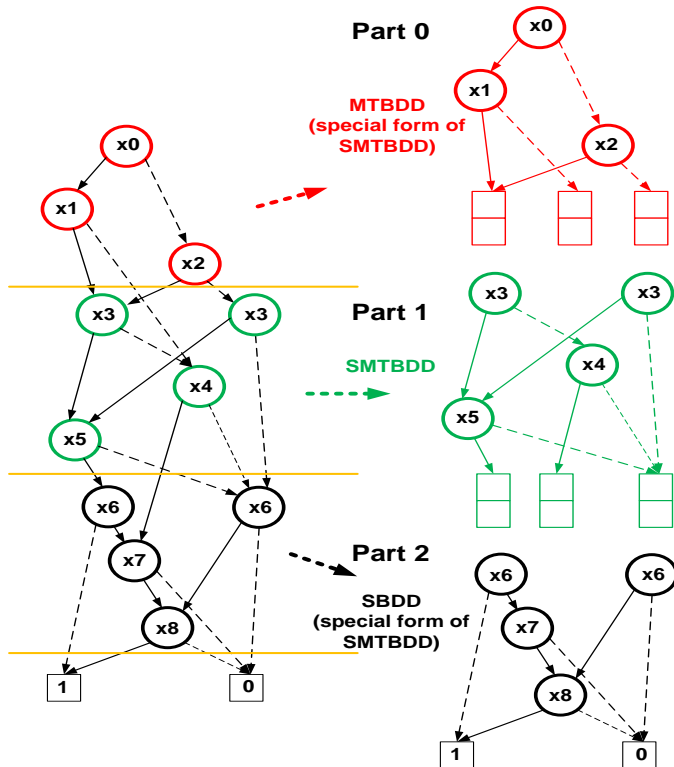 Part 0
x0
x1
MTBDD
(special form of
SMTBDD)
x2
x0
x1
x2
x3
x3
Part 1
x3
x3
SMTBDD
x4
x4
x5
x5
x6
x6
Part 2
x7
SBDD
(special form of
SMTBDD)
x6
x6
x7
x8
x8
1
0
1
0